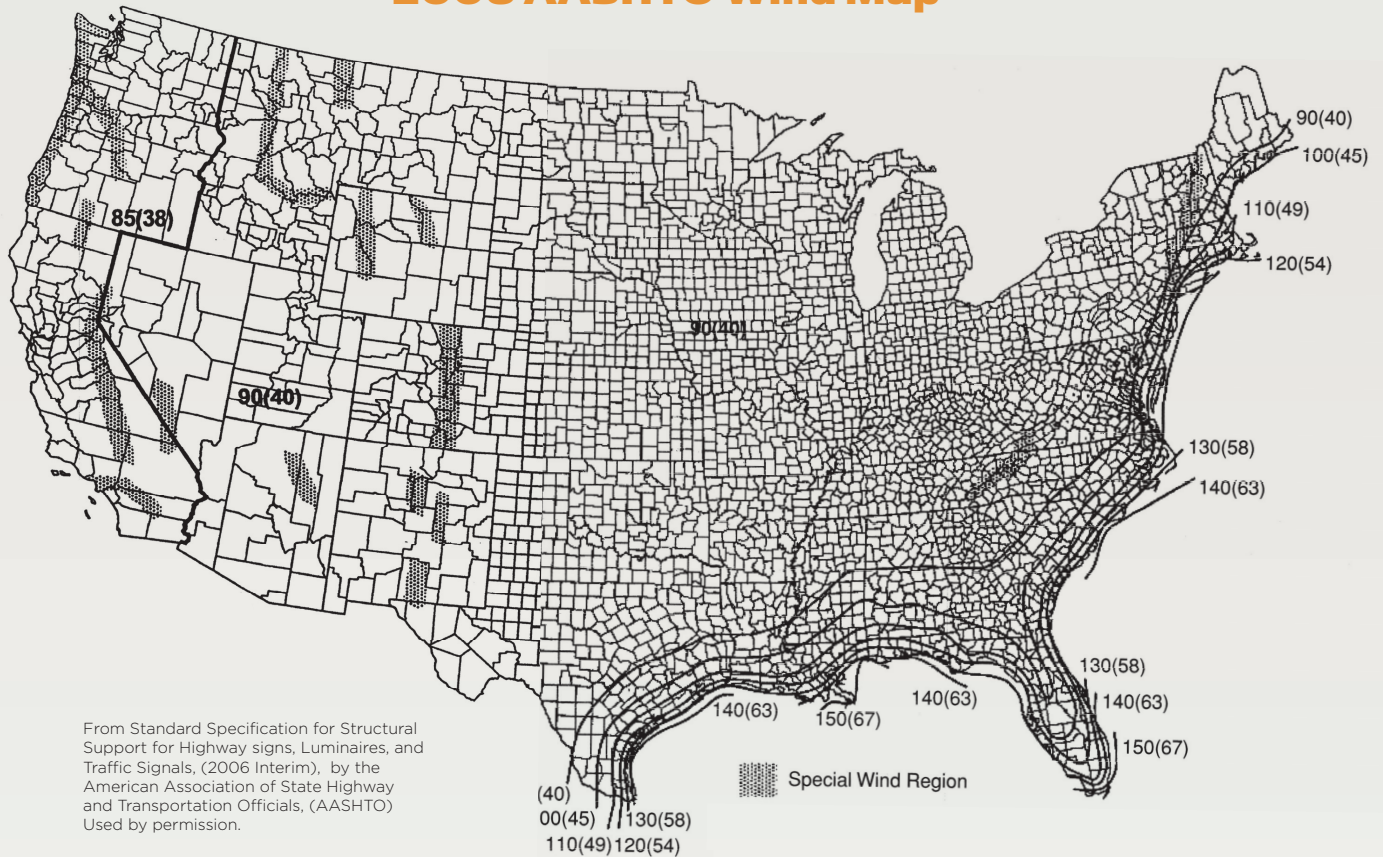 AASHTO Wind Map
90(40)
100(45)
110(49)
120(54)
85(38)
90(40)
90(40)
130(58)
140(63)
130(58)
140(63)
150(67)
140(63)
150(67)
140(63)
Special Wind Region
(40)
00(45)
130(58)
110(49)
120(54)
From Standard Specification for Structural
Support for Highway signs, Luminaires, and
Traffic Signals, (2006 Interim), by the
American Association of State Highway
and Transportation Officials, (AASHTO)
Used by permission.